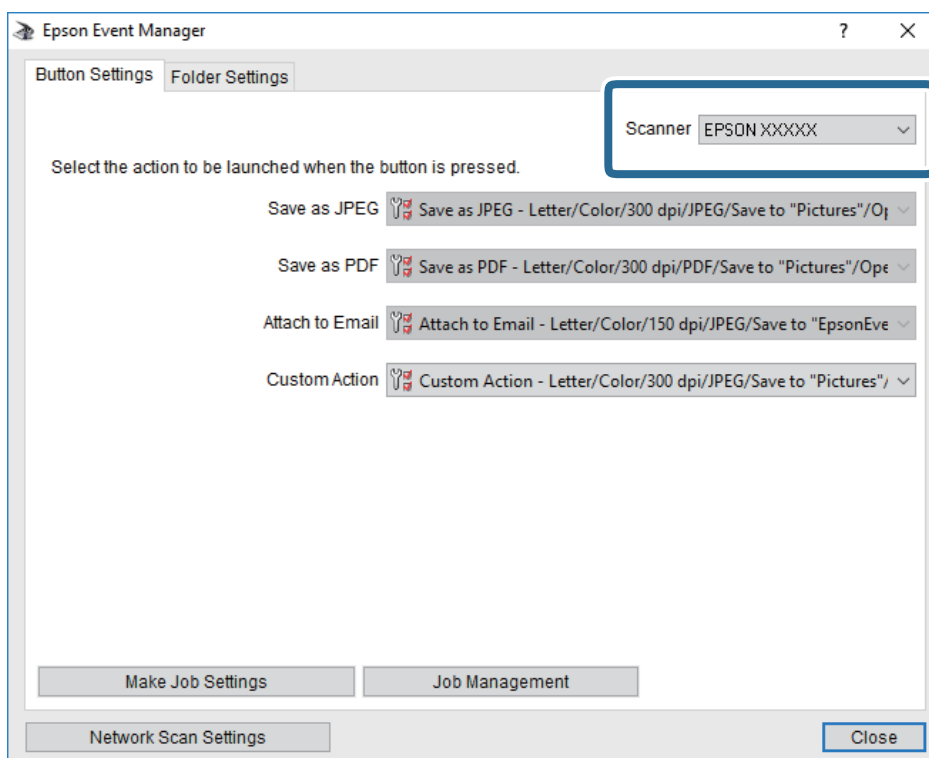 Epson Event Manager
Button Settings Folder Settings
Scanner EPSON XXXXX
Select the action to be launched when the button is pressed.
Save as JPEG Save as JPEG - Letter/Color/300 dpi/JPEG/Save to "Pictures"/Op
Save as PDF Save as PDF - Letter/Color/300 dpi/PDF/Save to "Pictures"/Ope
Attach to Email Attach to Email - Letter/Color/150 dpi/JPEG/Save to "EpsonEve
Custom Action Custom Action - Letter/Color/300 dpi/JPEG/Save to "Pictures"/
Make Job Settings Job Management
Network Scan Settings Close